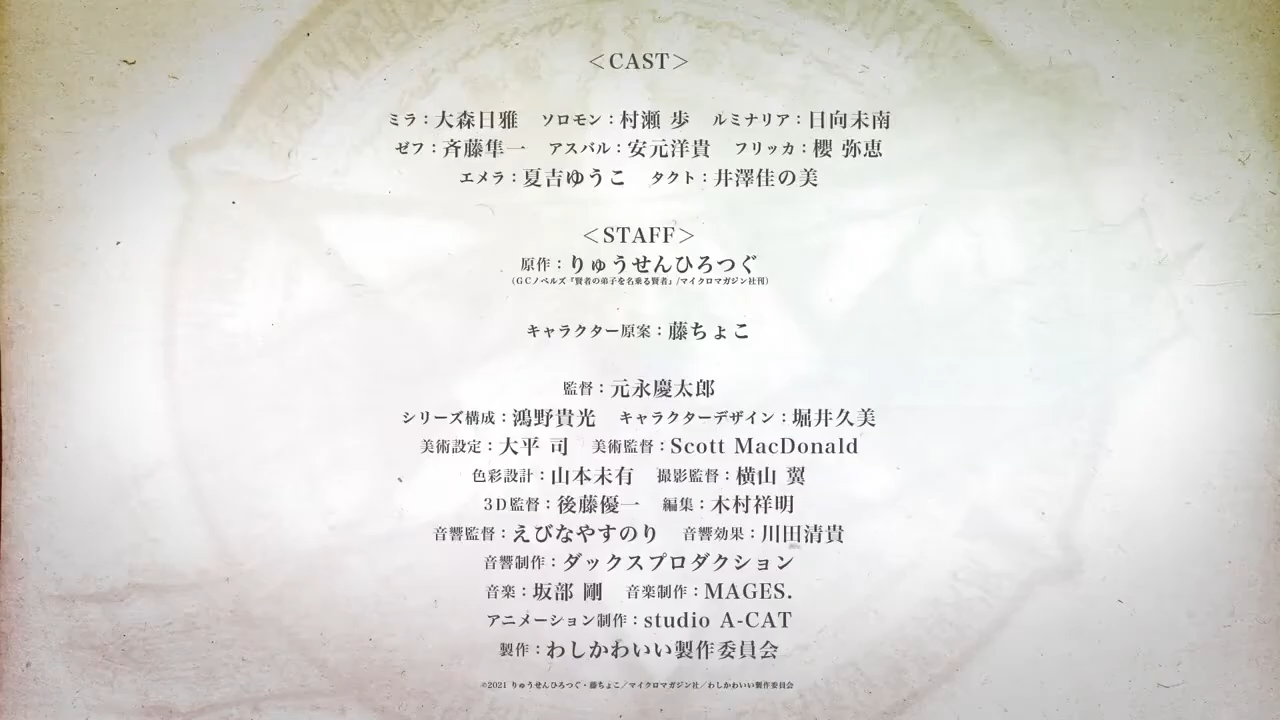 ＜CAST＞
ミラ：大森日雅　ソロモン：村瀬 歩　ルミナリア：日向未南
ゼフ：斉藤隼一　アスバル：安元洋貴　フリッカ：櫻 弥恵
エメラ：夏吉ゆうこ　タクト：井澤佳の美
＜STAFF＞
原作：りゅうせんひろつぐ
（GCノベルズ『賢者の弟子を名乗る賢者』/マイクロマガジン社刊）
キャラクター原案：藤ちょこ
監督：元永慶太郎
シリーズ構成：鴻野貴光　キャラクターデザイン：堀井久美
美術設定：大平 司　美術監督：Scott MacDonald
色彩設計：山本未有　撮影監督：横山 翼
3D監督：後藤優一　編集：木村祥明
音響監督：えびなやすのり　音響効果：川田清貴
音響制作：ダックスプロダクション
音楽：坂部 剛　音楽制作：MAGES.
アニメーション制作：studio A-CAT
製作：わしかわいい製作委員会
©2021 りゅうせんひろつぐ・藤ちょこ／マイクロマガジン社／わしかわいい製作委員会